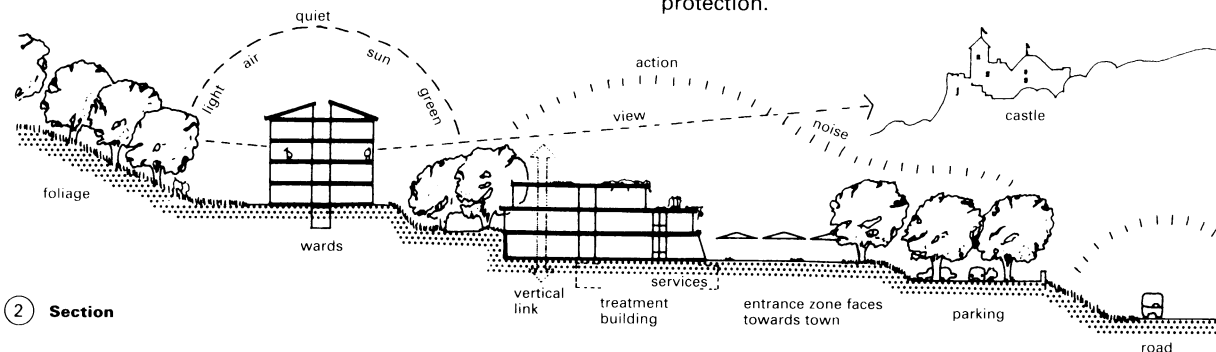 protection.
quiet
air
sun
light
green
action
view
noise
castle
foliage
wards
vertical
link
treatment
building
services
entrance zone faces
towards town
parking
road
2 Section